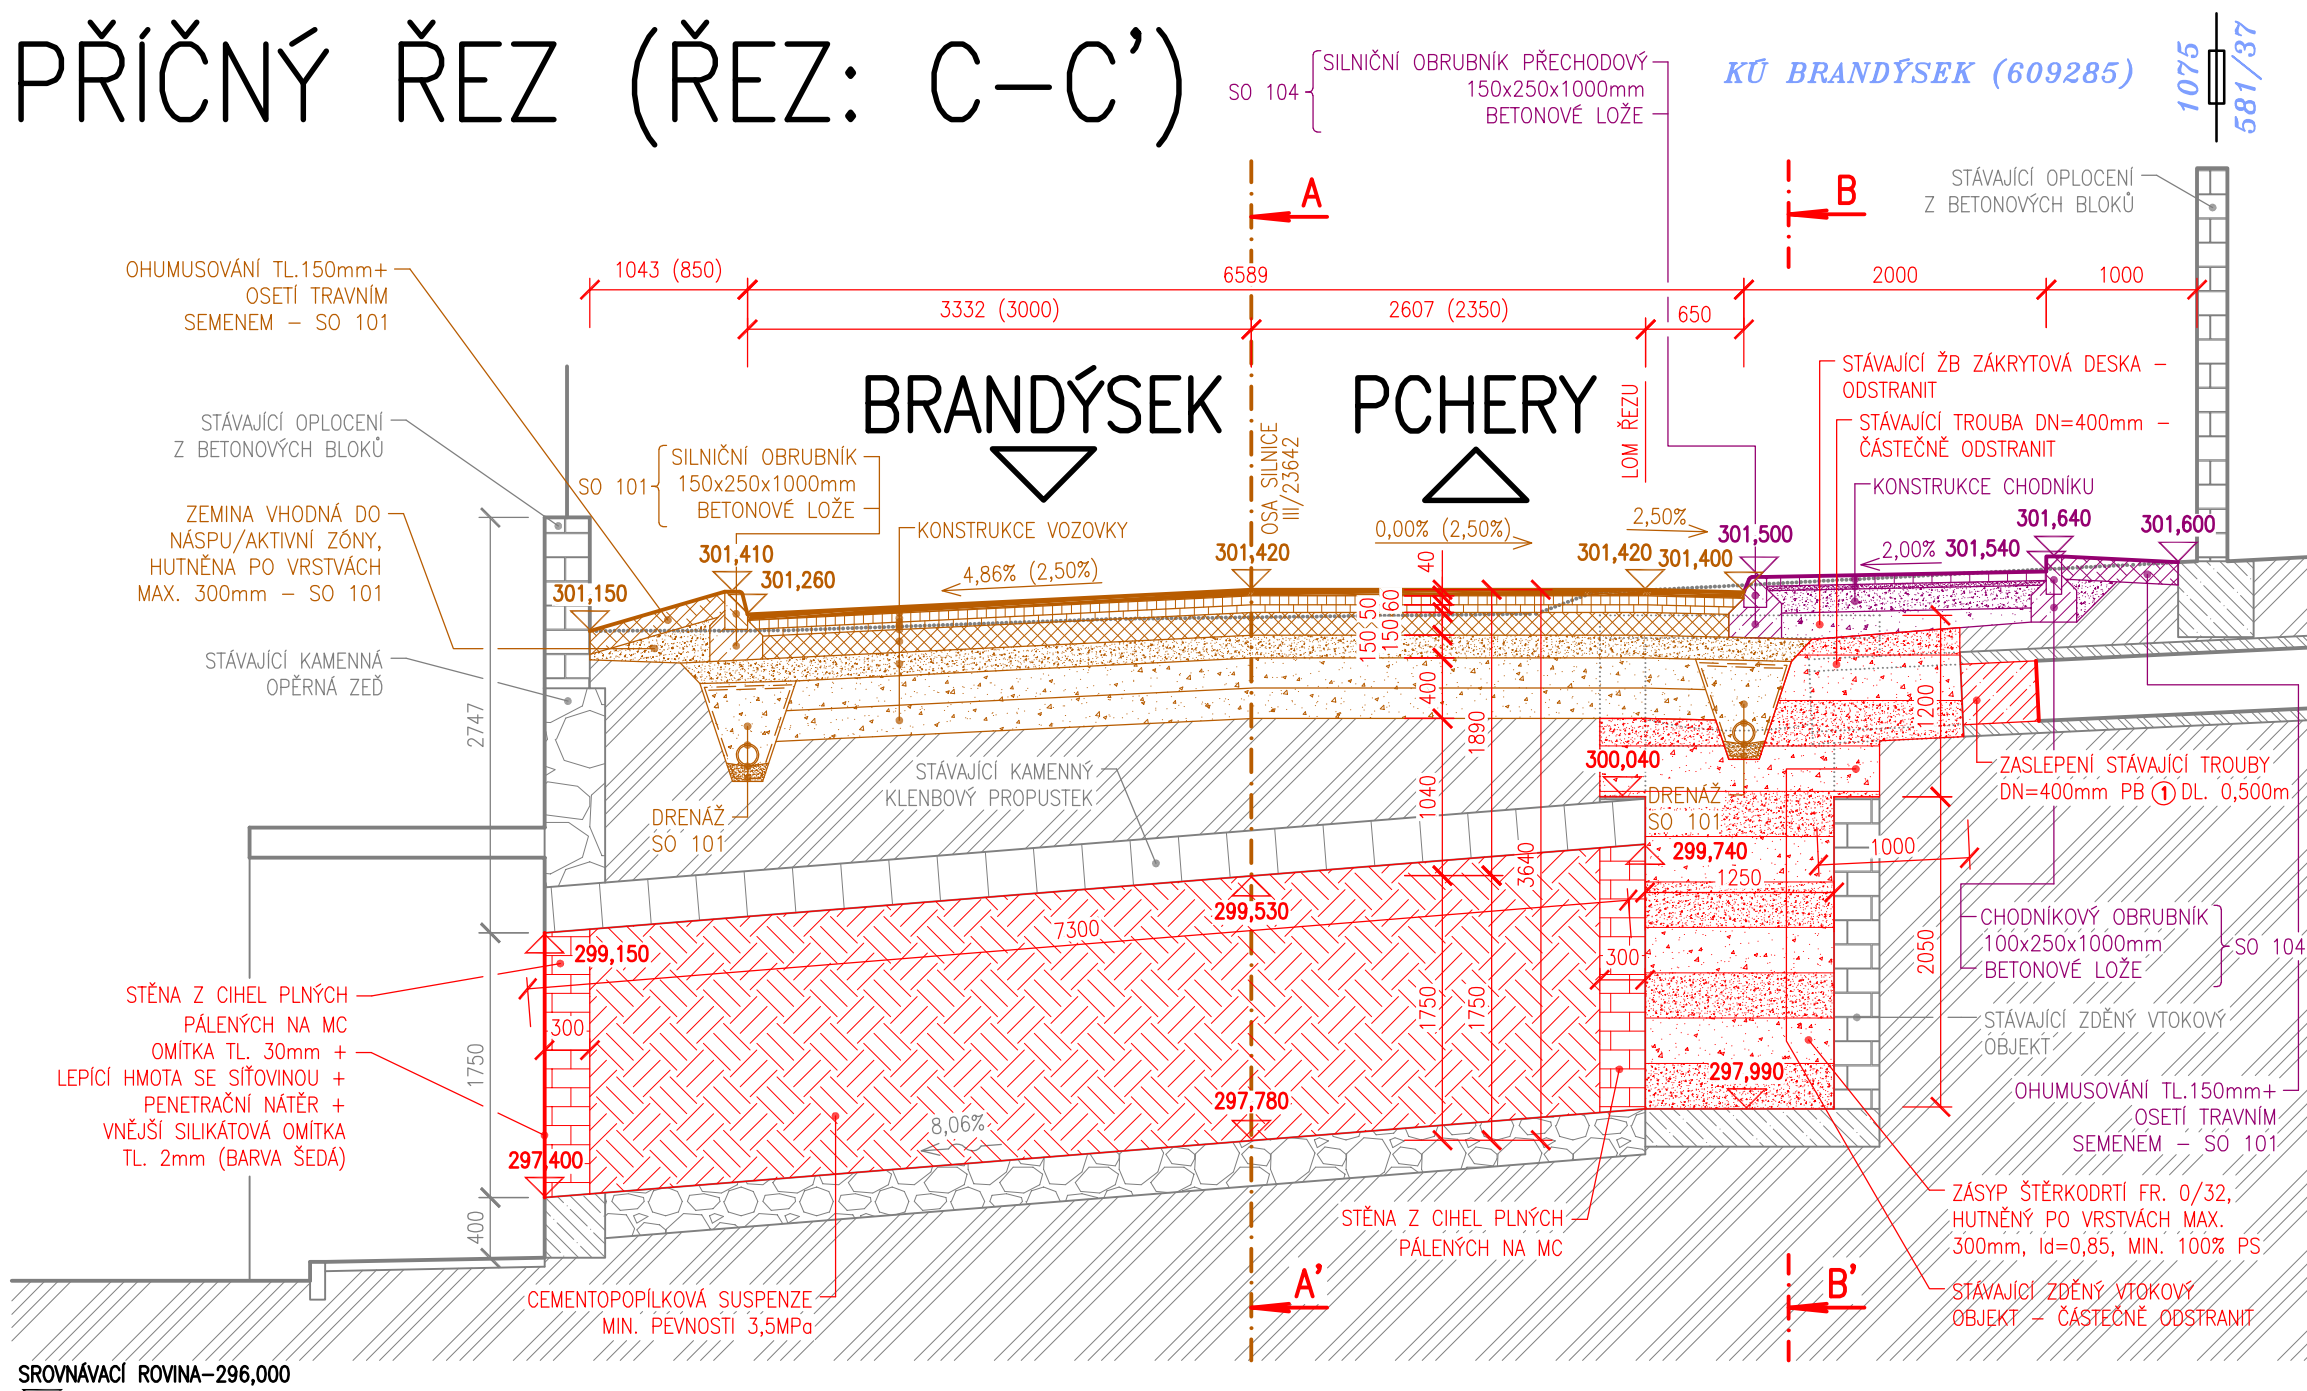 PŘÍČNÝ ŘEZ (ŘEZ: C–C')
SO 104
SILNIČNÍ OBRUBNÍK PŘECHODOVÝ
150x250x1000mm
BETONOVÉ LOŽE
KÚ BRANDÝSEK (609285)
1075
581/37
STÁVAJÍCÍ OPLOCENÍ
Z BETONOVÝCH BLOKŮ
A
B
OHUMUSOVÁNÍ TL.150mm+
OSETÍ TRAVNÍM
SEMENEM – SO 101
1043 (850)
6589
2000
1000
3332 (3000)
2607 (2350)
650
BRANDÝSEK
PCHERY
OSA SILNICE
III/23642
LOM ŘEZU
STÁVAJÍCÍ ŽB ZÁKRYTOVÁ DESKA –
ODSTRANIT
STÁVAJÍCÍ TROUBA DN=400mm –
ČÁSTEČNĚ ODSTRANIT
KONSTRUKCE CHODNÍKU
STÁVAJÍCÍ OPLOCENÍ
Z BETONOVÝCH BLOKŮ
SO 101
SILNIČNÍ OBRUBNÍK
150x250x1000mm
BETONOVÉ LOŽE
ZEMINA VHODNÁ DO
NÁSPU/AKTIVNÍ ZÓNY,
HUTNĚNA PO VRSTVÁCH
MAX. 300mm – SO 101
KONSTRUKCE VOZOVKY
301,150
301,410
301,260
4,86% (2,50%)
301,420
0,00% (2,50%)
2,50%
301,420
301,400
301,500
2,00%
301,540
301,640
301,600
40
60
50
150
150
400
1040
1750
1890
1750
3640
STÁVAJÍCÍ KAMENNÁ
OPĚRNÁ ZEĎ
2747
1750
400
STÁVAJÍCÍ KAMENNÝ
KLENBOVÝ PROPUSTEK
DRENÁŽ
SO 101
300,040
DRENÁŽ
SO 101
1200
ZASLEPENÍ STÁVAJÍCÍ TROUBY
DN=400mm PB 1 DL. 0,500m
299,740
1000
1250
299,530
7300
299,150
300
300
2050
CHODNÍKOVÝ OBRUBNÍK
100x250x1000mm
BETONOVÉ LOŽE
SO 104
STÁVAJÍCÍ ZDĚNÝ VTOKOVÝ
OBJEKT
STĚNA Z CIHEL PLNÝCH
PÁLENÝCH NA MC
OMÍTKA TL. 30mm +
LEPÍCÍ HMOTA SE SÍŤOVINOU +
PENETRAČNÍ NÁTĚR +
VNĚJŠÍ SILIKÁTOVÁ OMÍTKA
TL. 2mm (BARVA ŠEDÁ)
297,400
8,06%
297,780
297,990
OHUMUSOVÁNÍ TL.150mm+
OSETÍ TRAVNÍM
SEMENEM – SO 101
STĚNA Z CIHEL PLNÝCH
PÁLENÝCH NA MC
ZÁSYP ŠTĚRKODRTÍ FR. 0/32,
HUTNĚNÝ PO VRSTVÁCH MAX.
300mm, Id=0,85, MIN. 100% PS
STÁVAJÍCÍ ZDĚNÝ VTOKOVÝ
OBJEKT – ČÁSTEČNĚ ODSTRANIT
CEMENTOPOPÍLKOVÁ SUSPENZE
MIN. PEVNOSTI 3,5MPa
A'
B'
SROVNÁVACÍ ROVINA–296,000